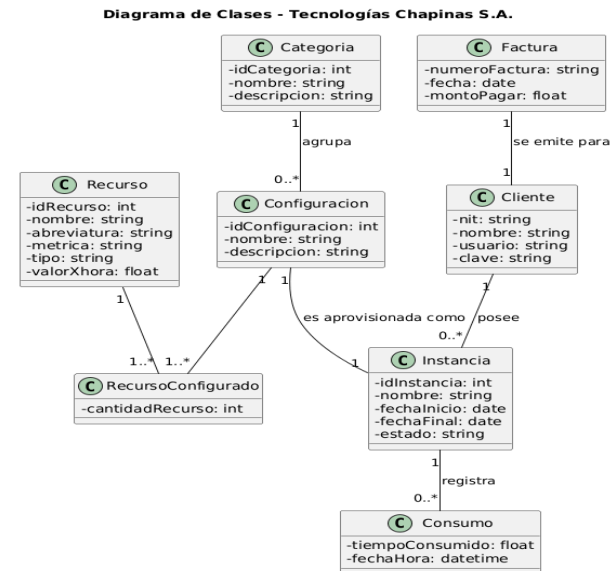 Diagrama de Clases - Tecnologías Chapinas S.A.
C Categoria
-idCategoria: int
-nombre: string
-descripcion: string
C Factura
-numeroFactura: string
-fecha: date
-montoPagar: float
1
agrupa
0..*
1
se emite para
1
C Recurso
-idRecurso: int
-nombre: string
-abreviatura: string
-metrica: string
-tipo: string
-valorXhora: float
C Configuracion
-idConfiguracion: int
-nombre: string
-descripcion: string
C Cliente
-nit: string
-nombre: string
-usuario: string
-clave: string
1
1..*
1
1..*
1
es aprovisionada como
1
1
posee
0..*
C RecursoConfigurado
-cantidadRecurso: int
C Instancia
-idInstancia: int
-nombre: string
-fechaInicio: date
-fechaFinal: date
-estado: string
1
registra
0..*
C Consumo
-tiempoConsumido: float
-fechaHora: datetime